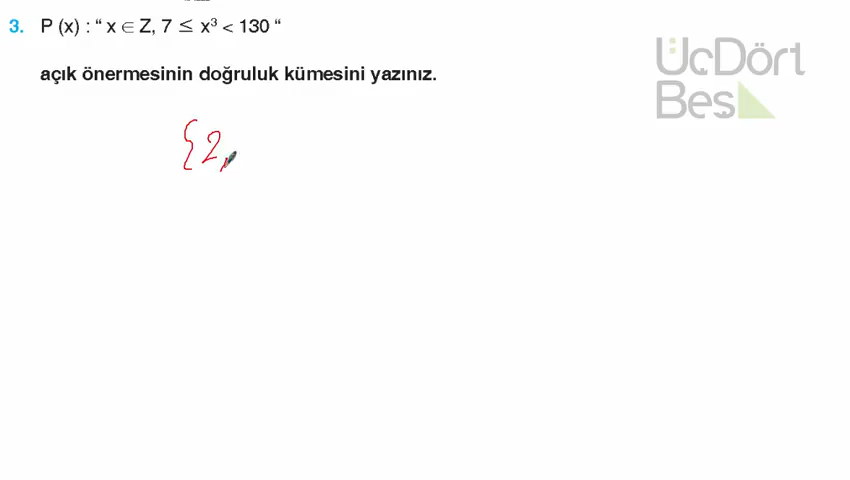 3. P (x) : “ x ∈ Z, 7 ≤ x³ < 130 “
ÜçDört
Beş
açık önermesinin doğruluk kümesini yazınız.
{2,